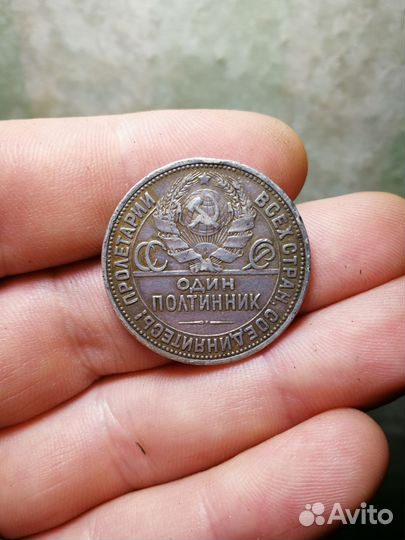 ПРОЛЕТАРИИ ВСЕХ СТРАН, СОЕДИНЯЙТЕСЬ!
СССР
ОДИН
ПОЛТИННИК
Avito